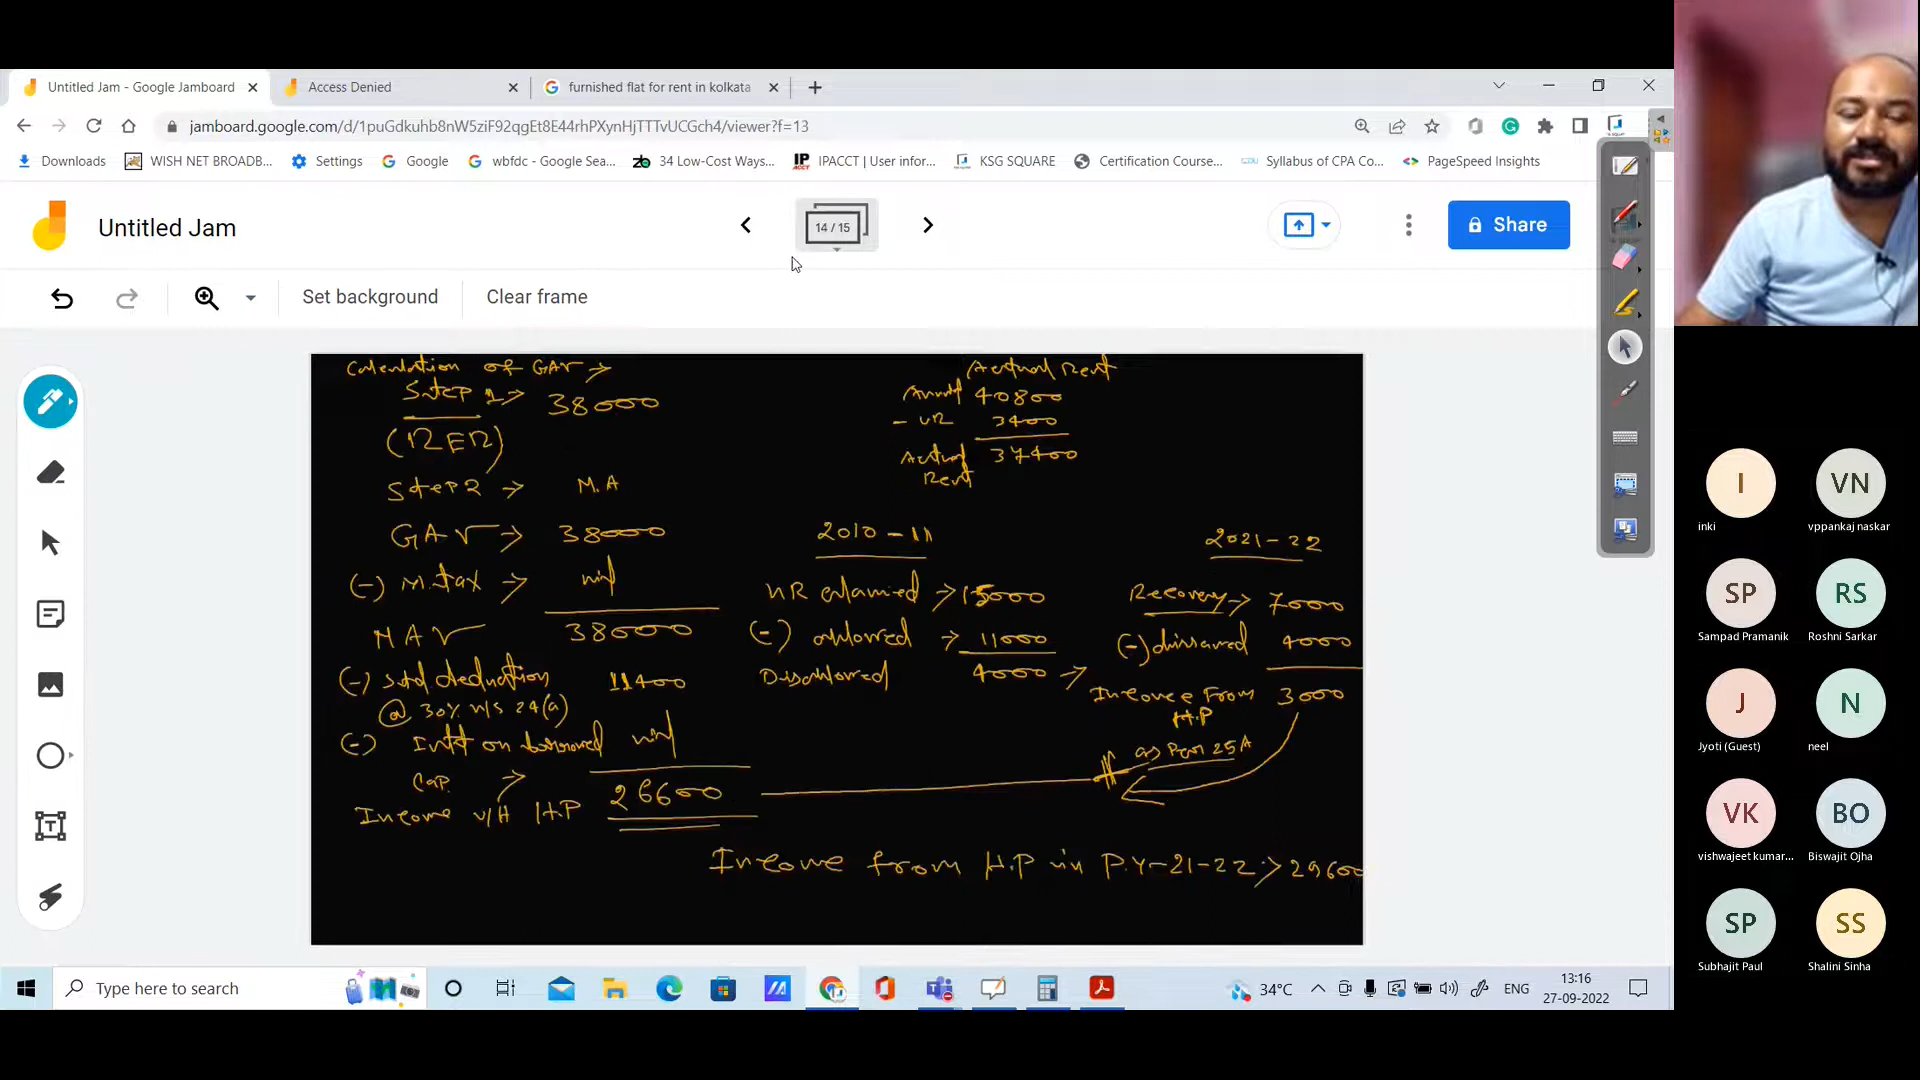 Untitled Jam - Google Jamboard
Access Denied
furnished flat for rent in kolkata
jamboard.google.com/d/1puGdkuhb8nW5ziF92qgEt8E44rhPXynHjTTTvUCGch4/viewer?f=13
Downloads
WISH NET BROADB...
Settings
Google
wbfdc - Google Sea...
34 Low-Cost Ways...
IPACCT | User infor...
KSG SQUARE
Certification Course...
Syllabus of CPA Co...
PageSpeed Insights
Untitled Jam
14 / 15
Share
Set background
Clear frame
Calculation of GAV →
Step 1 → 38000
(RER)
Step 2 → N.A
GAV → 38000
(-) M.tax → nil
NAV 38000
(-) Std deduction 11400
@ 30% u/s 24(a)
(-) Intt on borrowed nil
Cap. →
Income v/H H.P 26600
Actual Rent
Annual 40800
- UR 3400
Actual Rent 37400
2010-11
UR claimed → 15000
(-) allowed → 11000
Disallowed 4000 →
2021-22
Recovery → 7000
(-) 4000
Income From H.P 3000
as Per 25A
Income from H.P in P.Y-21-22 → 29600
I
inki
VN
vppankaj naskar
SP
Sampad Pramanik
RS
Roshni Sarkar
J
Jyoti (Guest)
N
neel
VK
vishwajeet kumar...
BO
Biswajit Ojha
SP
Subhajit Paul
SS
Shalini Sinha
Type here to search
34°C
ENG
13:16
27-09-2022